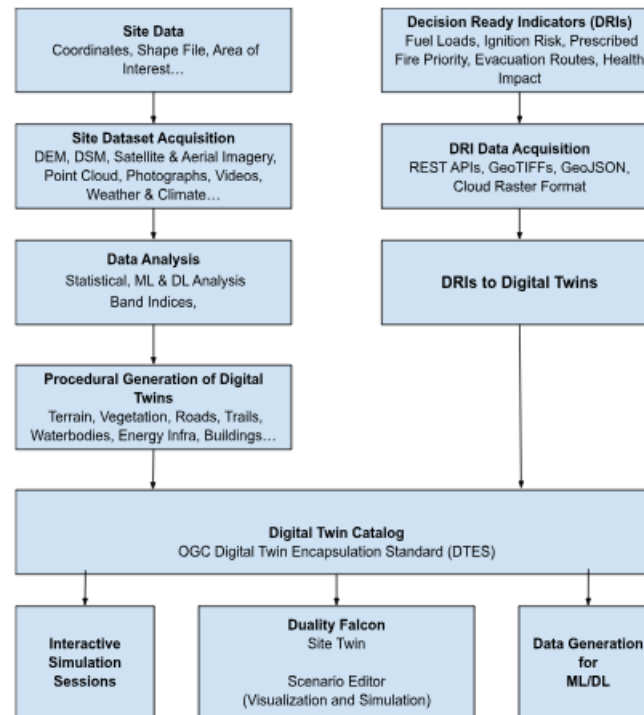 Site Data
Coordinates, Shape File, Area of
Interest…
Site Dataset Acquisition
DEM, DSM, Satellite & Aerial Imagery,
Point Cloud, Photographs, Videos,
Weather & Climate…
Data Analysis
Statistical, ML & DL Analysis
Band Indices,
Procedural Generation of Digital
Twins
Terrain, Vegetation, Roads, Trails,
Waterbodies, Energy Infra, Buildings…
Decision Ready Indicators (DRIs)
Fuel Loads, Ignition Risk, Prescribed
Fire Priority, Evacuation Routes, Health
Impact
DRI Data Acquisition
REST APIs, GeoTIFFs, GeoJSON,
Cloud Raster Format
DRIs to Digital Twins
Digital Twin Catalog
OGC Digital Twin Encapsulation Standard (DTES)
Interactive
Simulation
Sessions
Duality Falcon
Site Twin
Scenario Editor
(Visualization and Simulation)
Data Generation
for
ML/DL